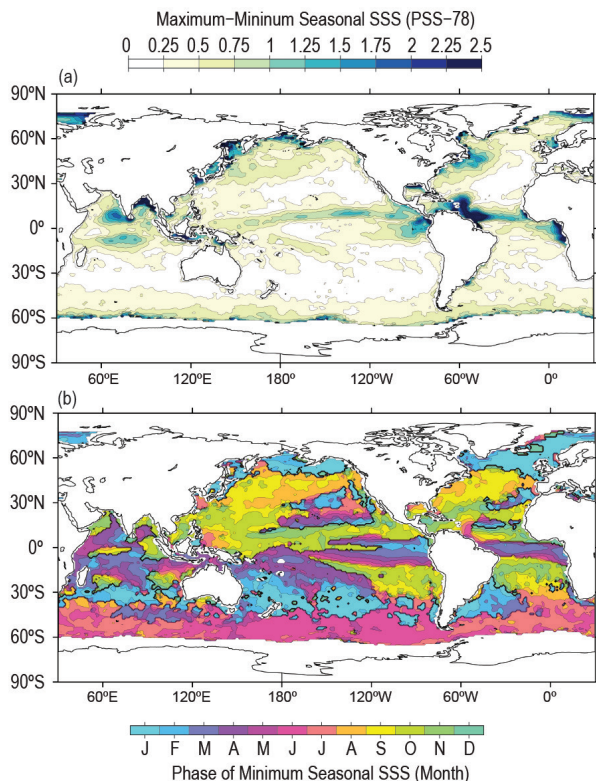 Maximum–Mininum Seasonal SSS (PSS–78)
0 0.25 0.5 0.75 1 1.25 1.5 1.75 2 2.25 2.5
(a)
90ºN
60ºN
30ºN
0º
30ºS
60ºS
90ºS
60ºE 120ºE 180º 120ºW 60ºW 0º
(b)
90ºN
60ºN
30ºN
0ºN
30ºS
60ºS
90ºS
60ºE 120ºE 180º 120ºW 60ºW 0º
J F M A M J J A S O N D
Phase of Minimum Seasonal SSS (Month)